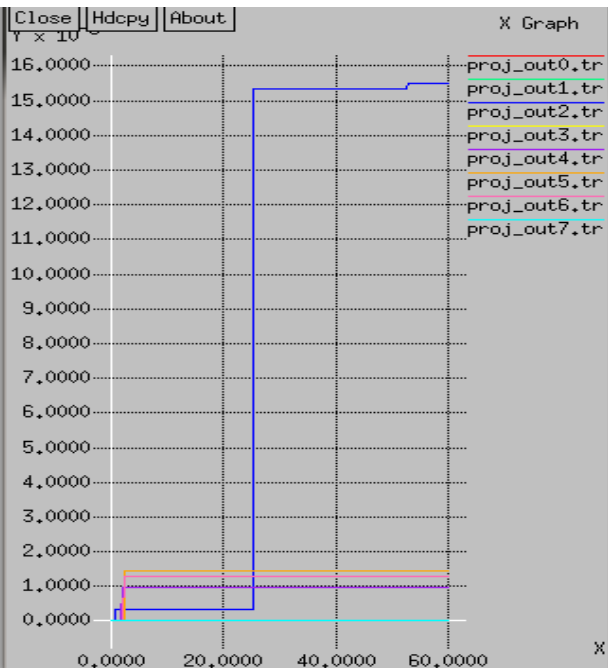 Close Hdcpy About
X Graph
Y x 10
16.0000
15.0000
14.0000
13.0000
12.0000
11.0000
10.0000
9.0000
8.0000
7.0000
6.0000
5.0000
4.0000
3.0000
2.0000
1.0000
0.0000
proj_out0.tr
proj_out1.tr
proj_out2.tr
proj_out3.tr
proj_out4.tr
proj_out5.tr
proj_out6.tr
proj_out7.tr
X
0.0000 20.0000 40.0000 60.0000